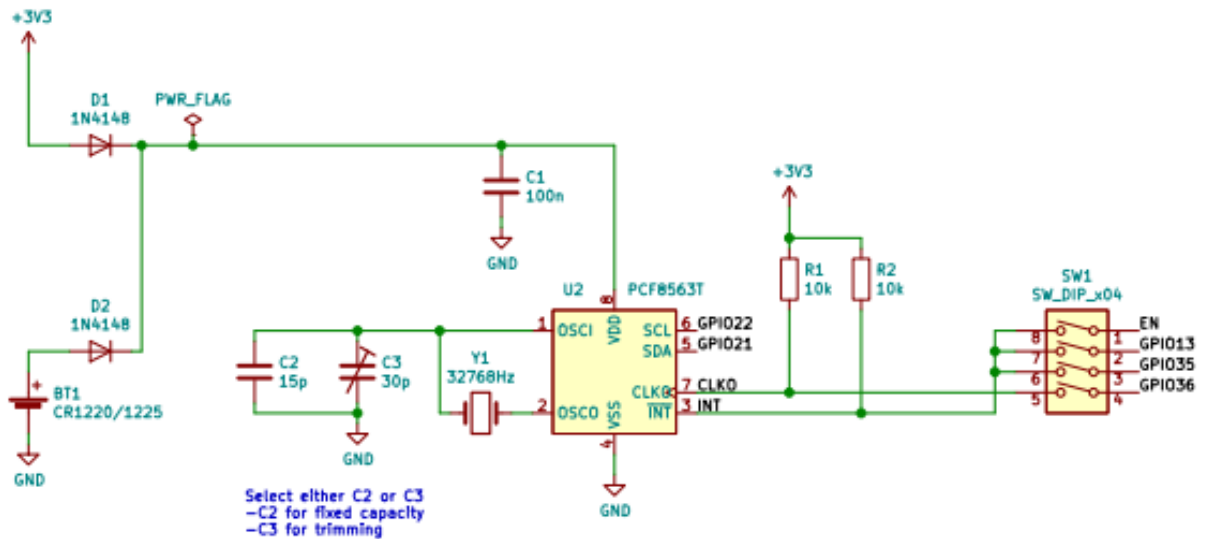 +3V3
D1
1N4148
PWR_FLAG
C1
100n
GND
+3V3
R1
10k
R2
10k
SW1
SW_DIP_x04
8
7
6
5
1
2
3
4
EN
GPIO13
GPIO35
GPIO36
U2
PCF8563T
8
VDD
1
OSCI
2
OSCO
SCL
6
GPIO22
SDA
5
GPIO21
CLKO
7
CLKO
INT
3
INT
VSS
4
GND
D2
1N4148
+
BT1
CR1220/1225
GND
C2
15p
C3
30p
GND
Y1
32768Hz
Select either C2 or C3
-C2 for fixed capacity
-C3 for trimming